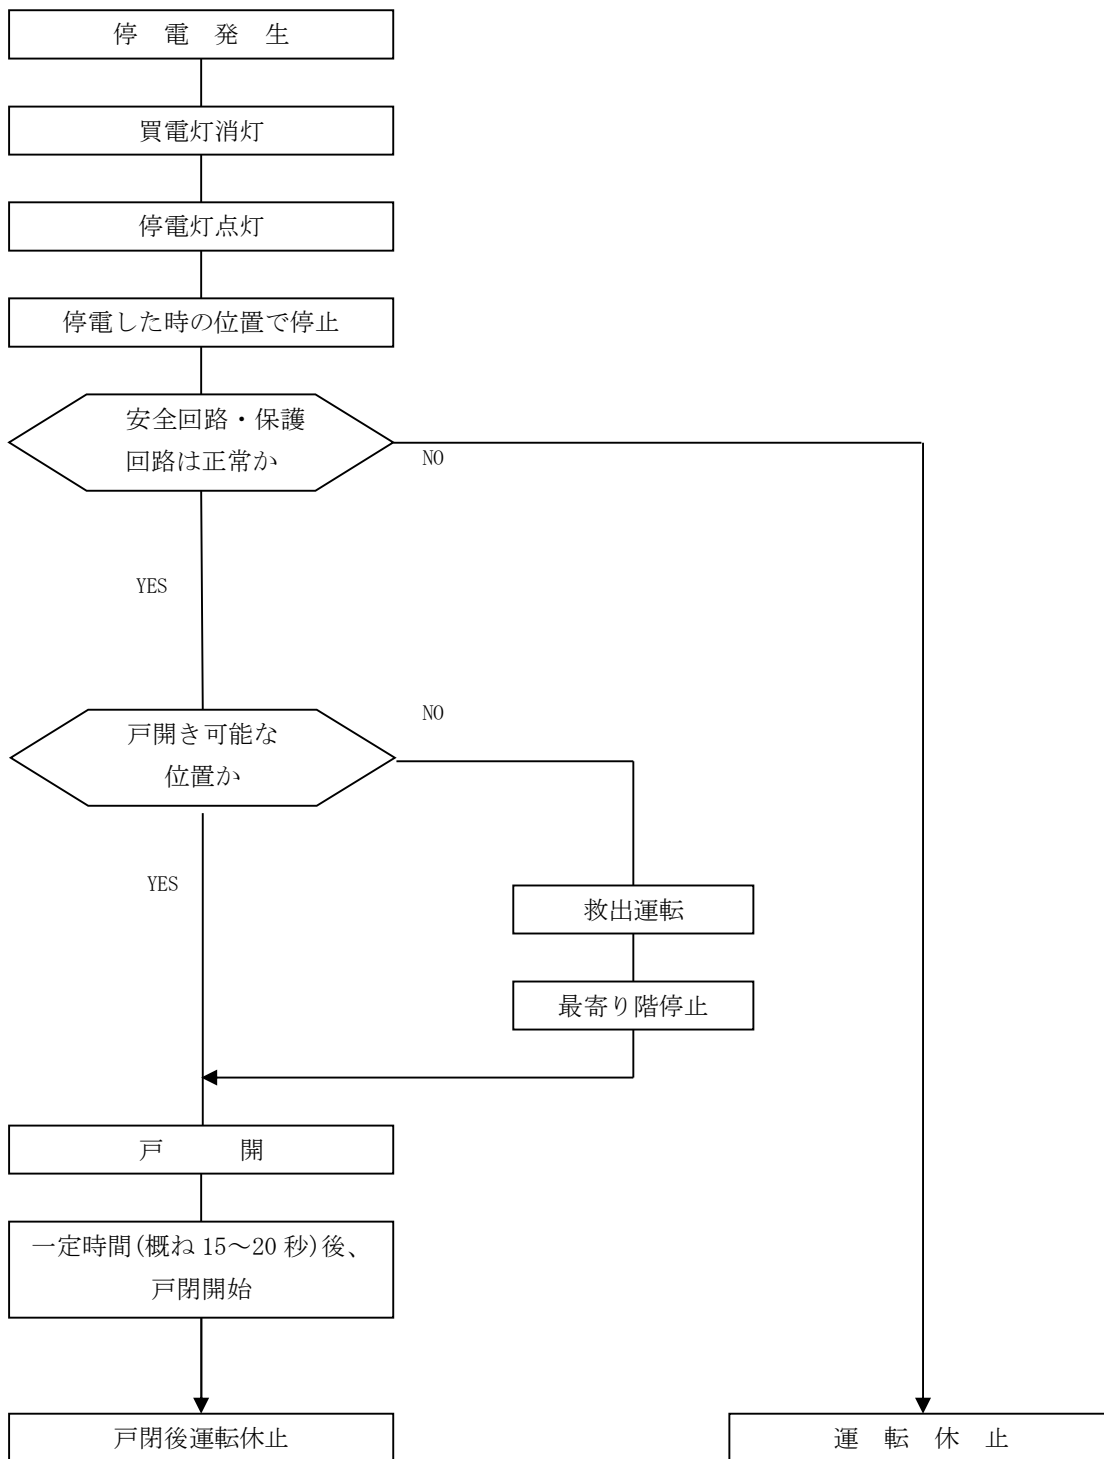 停　電　発　生
買電灯消灯
停電灯点灯
停電した時の位置で停止
安全回路・保護
回路は正常か
NO
YES
戸開き可能な
位置か
NO
YES
救出運転
最寄り階停止
戸　　　開
一定時間(概ね 15～20 秒)後、
戸閉開始
戸閉後運転休止
運　転　休　止